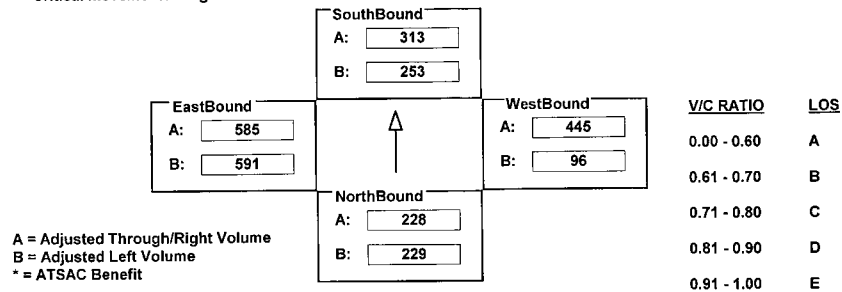 SouthBound
A: 313
B: 253
EastBound
A: 585
B: 591
WestBound
A: 445
B: 96
NorthBound
A: 228
B: 229
A = Adjusted Through/Right Volume
B = Adjusted Left Volume
* = ATSAC Benefit
V/C RATIO LOS
0.00 - 0.60 A
0.61 - 0.70 B
0.71 - 0.80 C
0.81 - 0.90 D
0.91 - 1.00 E